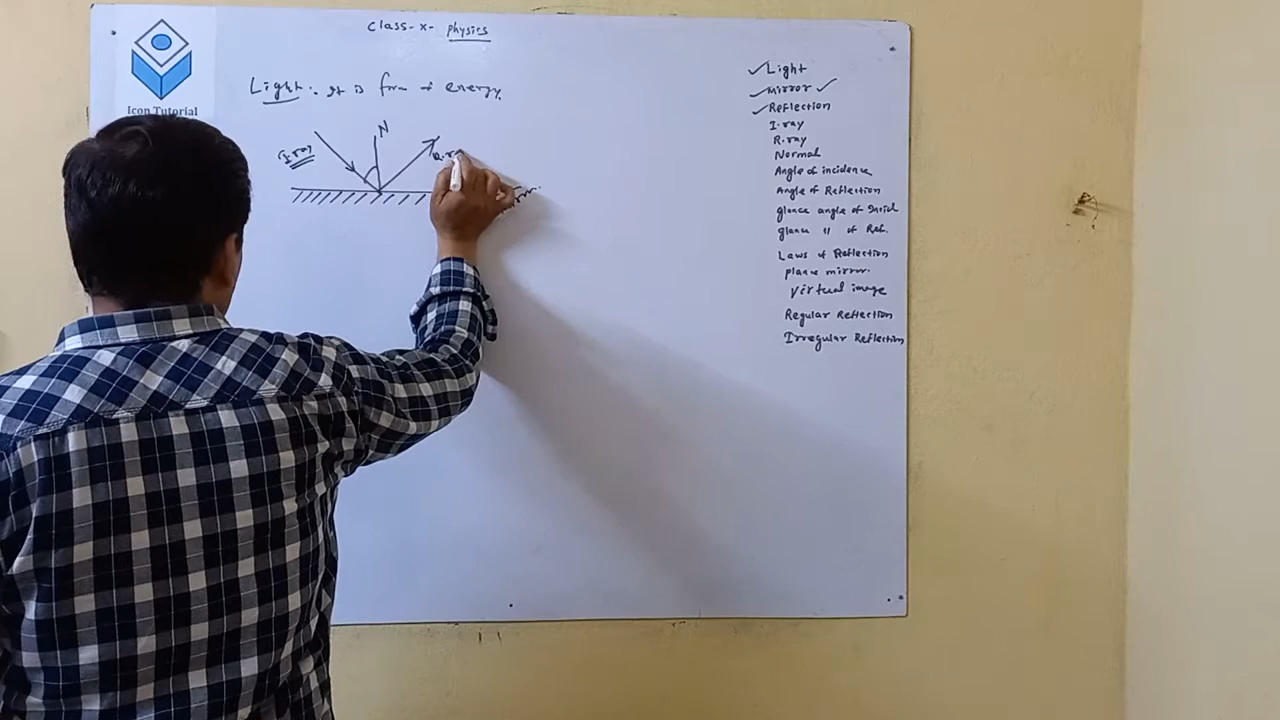 Class-X- Physics
Icon Tutorial
Light :- It is form of energy.
N
I.ray
R.ra
Light
Mirror
Reflection
I.ray
R.ray
Normal
Angle of incidence
Angle of Reflection
glance angle of Incid
glance 11 of Ref.
Laws of Reflection
plane mirror.
Virtual image
Regular Reflection
Irregular Reflection